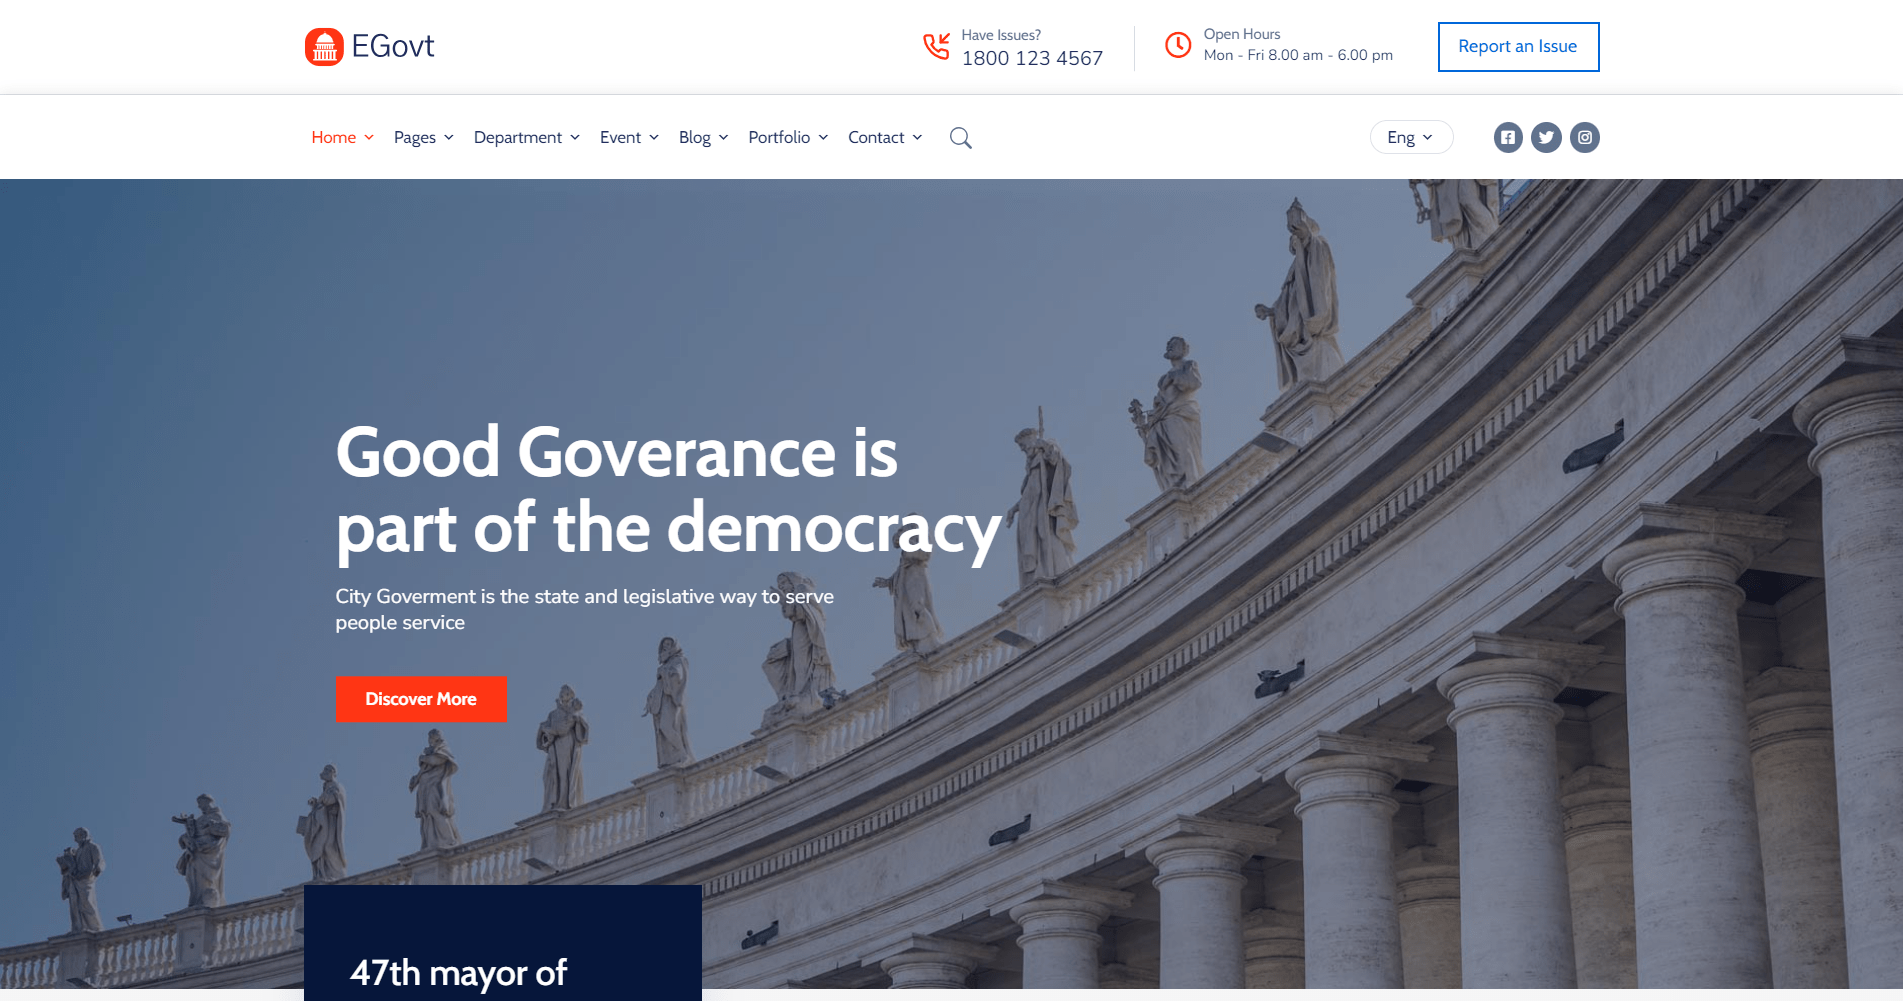 EGovt
Have Issues?
1800 123 4567
Open Hours
Mon - Fri 8.00 am - 6.00 pm
Report an Issue
Home
Pages
Department
Event
Blog
Portfolio
Contact
Eng
Good Goverance is
part of the democracy
City Goverment is the state and legislative way to serve
people service
Discover More
47th mayor of